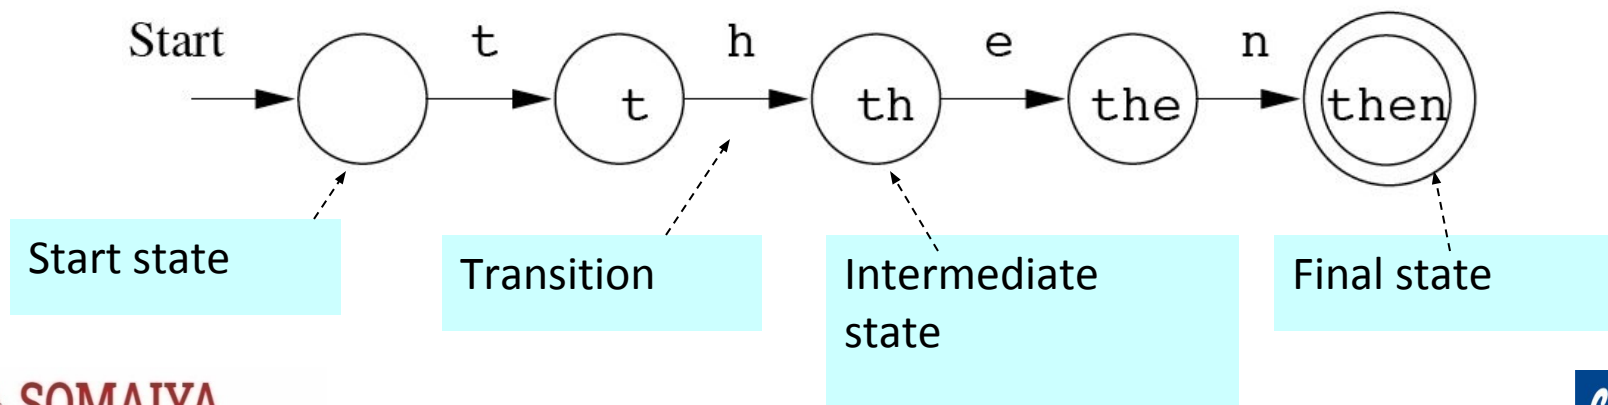 Start t h e n
t th the then
Start state
Transition
Intermediate
state
Final state
SOMAIYA